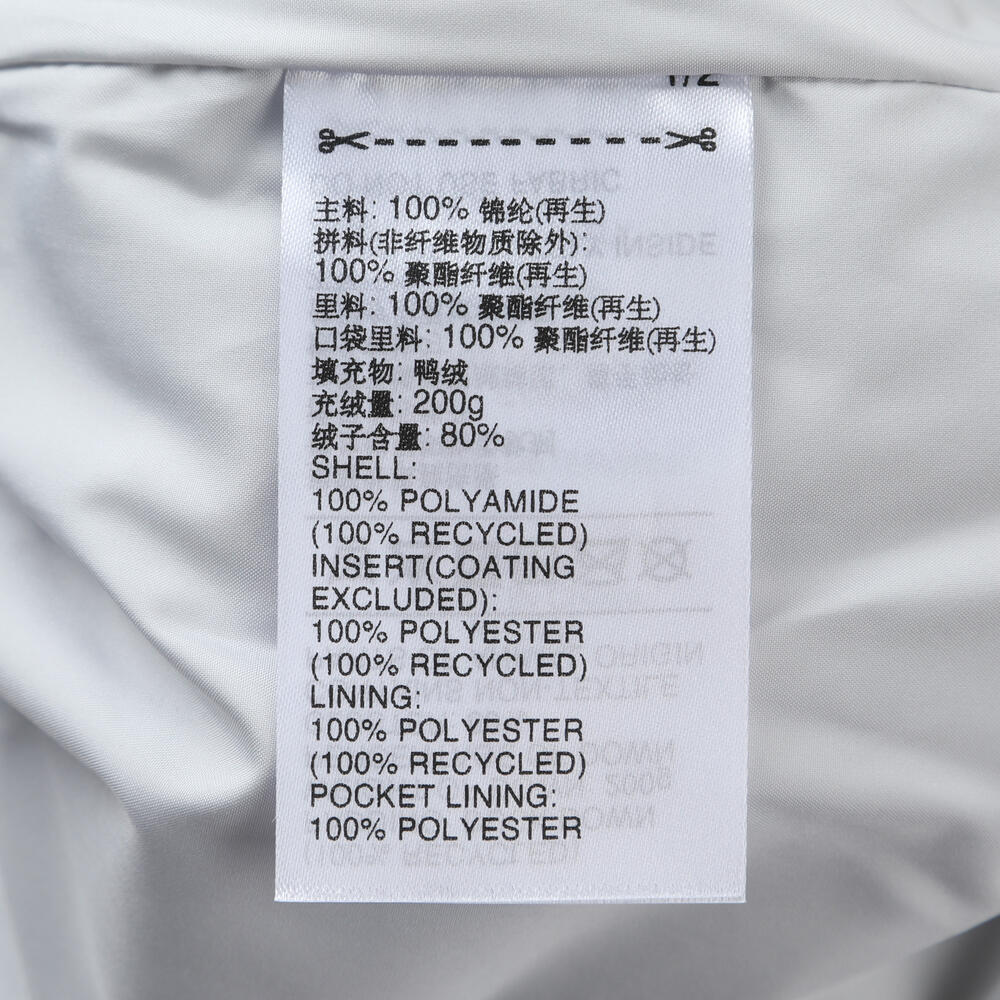 1/2
主料: 100% 锦纶(再生)
拼料(非纤维物质除外):
100% 聚酯纤维(再生)
里料: 100% 聚酯纤维(再生)
口袋里料: 100% 聚酯纤维(再生)
填充物: 鸭绒
充绒量: 200g
绒子含量: 80%
SHELL:
100% POLYAMIDE
(100% RECYCLED)
INSERT(COATING
EXCLUDED):
100% POLYESTER
(100% RECYCLED)
LINING:
100% POLYESTER
(100% RECYCLED)
POCKET LINING:
100% POLYESTER